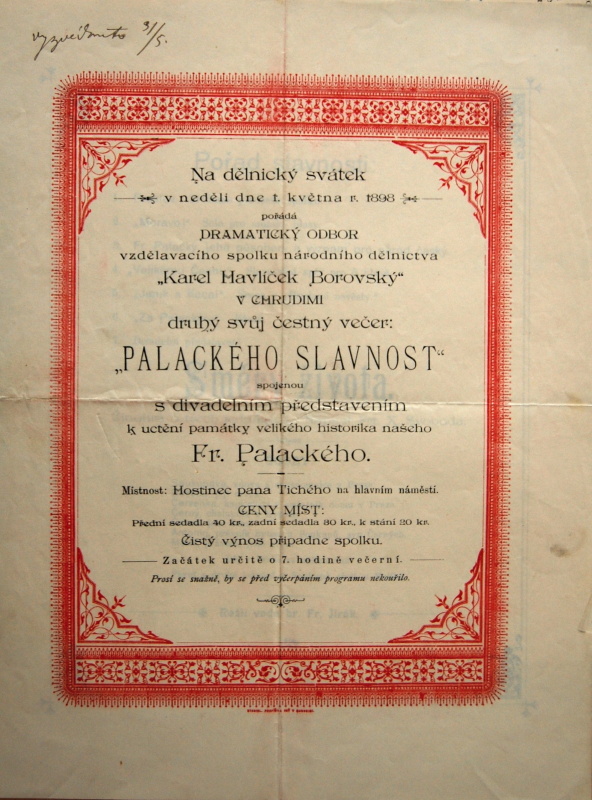 31/5.
Na dělnický svátek
v neděli dne 1. května r. 1898
pořádá
DRAMATICKÝ ODBOR
vzdělavacího spolku národního dělnictva
„Karel Havlíček Borovský“
V CHRUDIMI
druhý svůj čestný večer:
„PALACKÉHO SLAVNOST“
spojenou
s divadelním představením
k uctění památky velikého historika našeho
Fr. Palackého.
Místnost: Hostinec pana Tichého na hlavním náměstí.
CENY MÍST:
Přední sedadla 40 kr., zadní sedadla 30 kr., k stání 20 kr.
Čistý výnos připadne spolku.
Začátek určitě o 7. hodině večerní.
Prosí se snažně, by se před vyčerpáním programu nekouřilo.